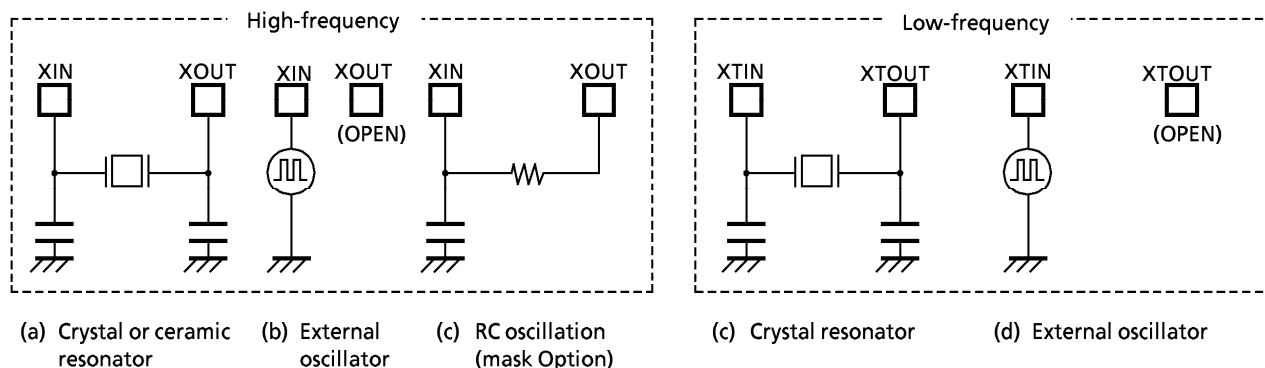 High-frequency
Low-frequency
XIN XOUT XIN XOUT XIN XOUT
(OPEN)
XTIN XTOUT XTIN XTOUT
(OPEN)
(a) Crystal or ceramic
resonator
(b) External
oscillator
(c) RC oscillation
(mask Option)
(c) Crystal resonator
(d) External oscillator